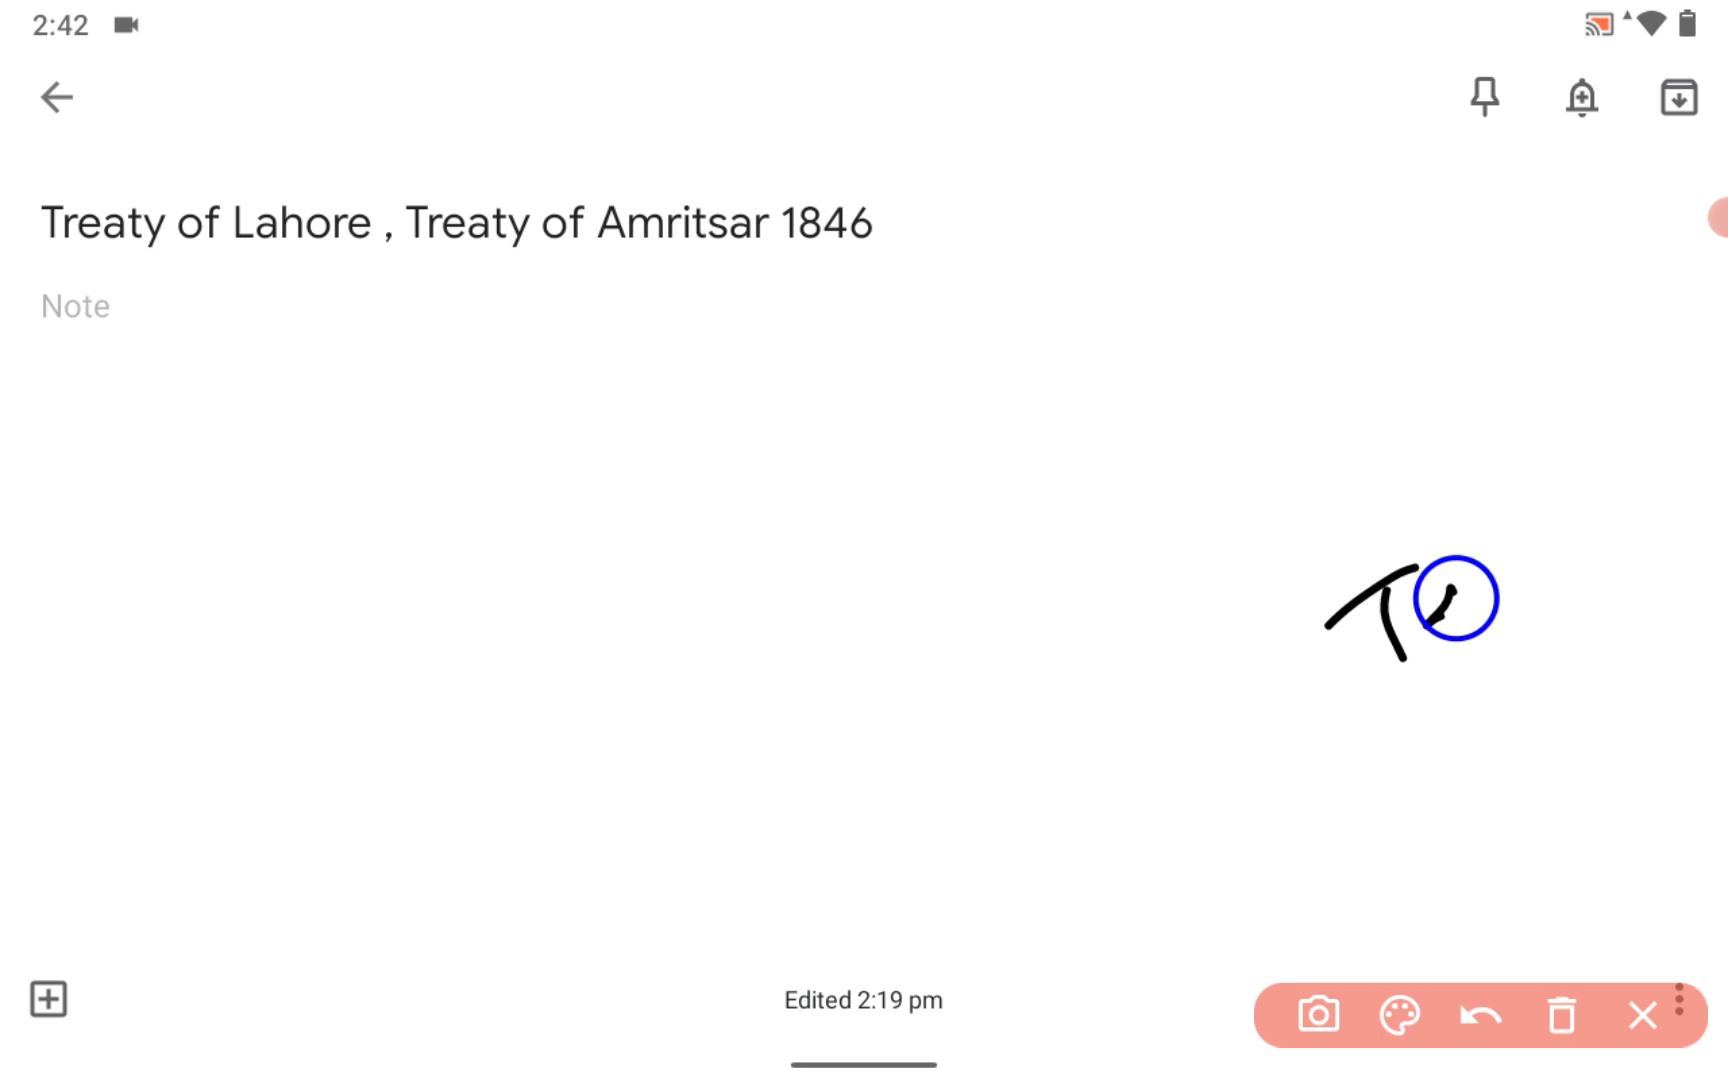 2:42
Treaty of Lahore , Treaty of Amritsar 1846
Note
T
Edited 2:19 pm